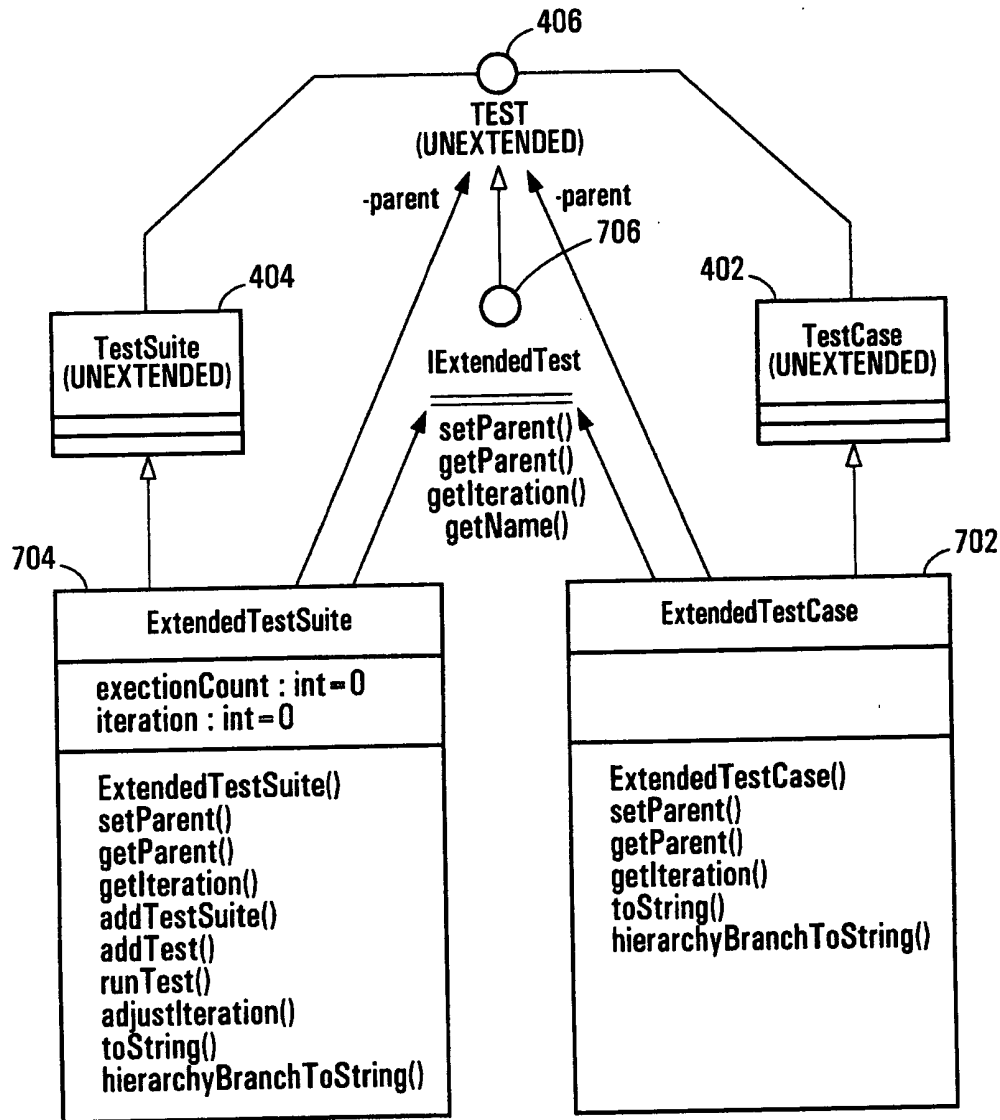 406
TEST
(UNEXTENDED)
-parent
-parent
706
404
402
TestSuite
(UNEXTENDED)
IExtendedTest
TestCase
(UNEXTENDED)
setParent()
getParent()
getIteration()
getName()
704
702
ExtendedTestSuite
exectionCount : int=0
iteration : int=0
ExtendedTestSuite()
setParent()
getParent()
getIteration()
addTestSuite()
addTest()
runTest()
adjustIteration()
toString()
hierarchyBranchToString()
ExtendedTestCase
ExtendedTestCase()
setParent()
getParent()
getIteration()
toString()
hierarchyBranchToString()